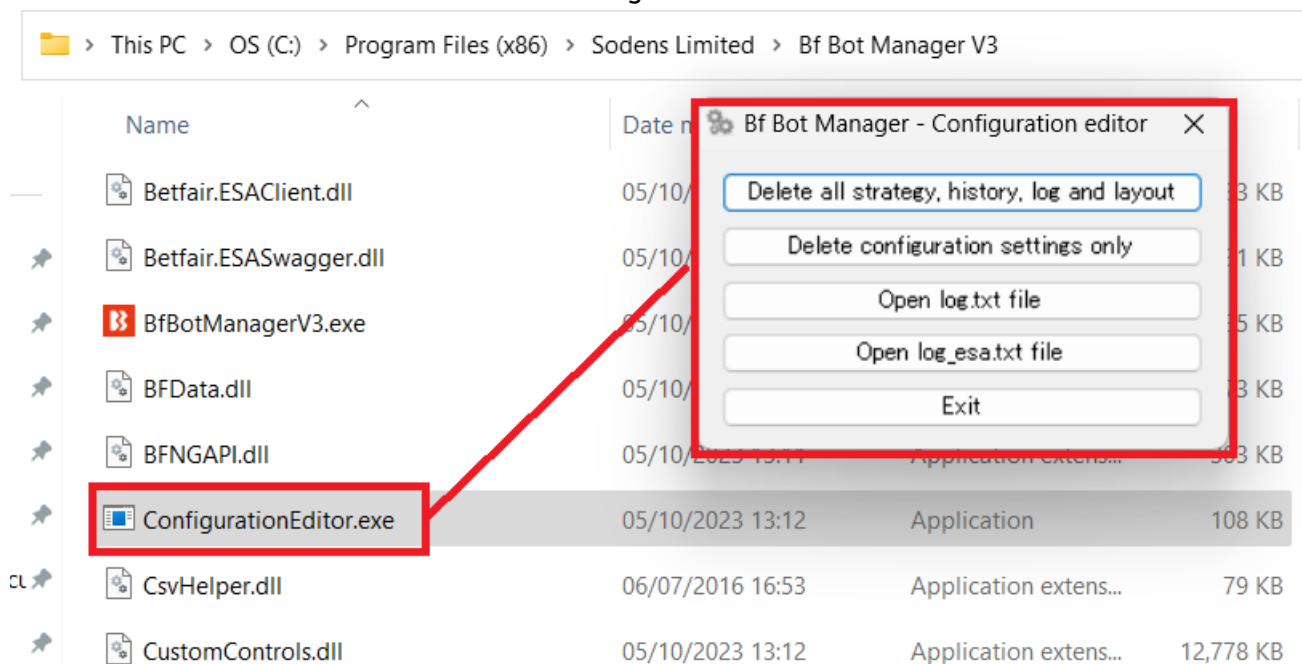 This PC > OS (C:) > Program Files (x86) > Sodens Limited > Bf Bot Manager V3
Name Date m
Bf Bot Manager - Configuration editor
Delete all strategy, history, log and layout
Delete configuration settings only
Open log.txt file
Open log_esa.txt file
Exit
Betfair.ESAClient.dll 05/10/ 3 KB
Betfair.ESASwagger.dll 05/10/ 1 KB
BfBotManagerV3.exe 05/10/ 5 KB
BFData.dll 05/10/ 3 KB
BFNGAPI.dll 05/10/2023 Application extens... KB
ConfigurationEditor.exe 05/10/2023 13:12 Application 108 KB
CsvHelper.dll 06/07/2016 16:53 Application extens... 79 KB
CustomControls.dll 05/10/2023 13:12 Application extens... 12,778 KB